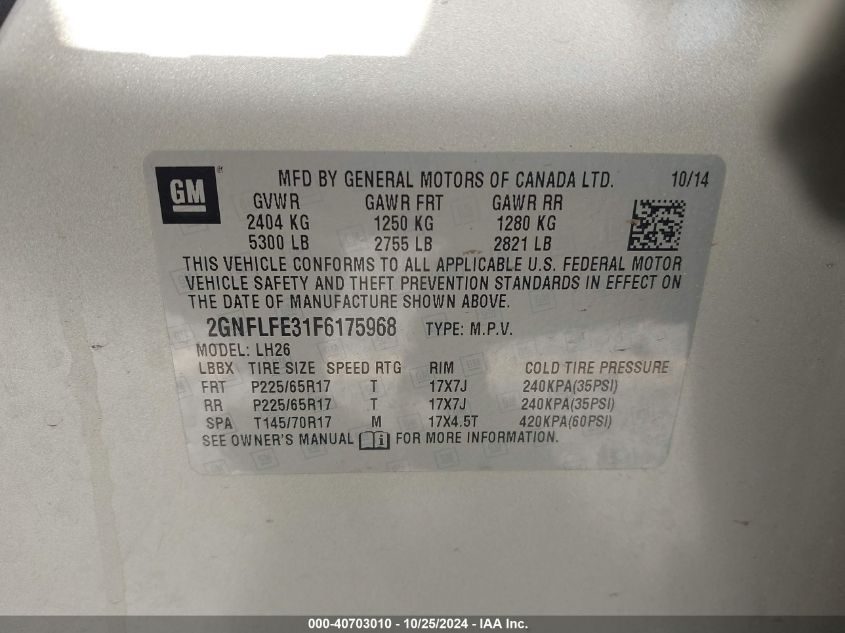 GM
MFD BY GENERAL MOTORS OF CANADA LTD. 10/14
GVWR GAWR FRT GAWR RR
2404 KG 1250 KG 1280 KG
5300 LB 2755 LB 2821 LB
THIS VEHICLE CONFORMS TO ALL APPLICABLE U.S. FEDERAL MOTOR
VEHICLE SAFETY AND THEFT PREVENTION STANDARDS IN EFFECT ON
THE DATE OF MANUFACTURE SHOWN ABOVE.
2GNFLFE31F6175968 TYPE: M.P.V.
MODEL: LH26
LBBX TIRE SIZE SPEED RTG RIM COLD TIRE PRESSURE
FRT P225/65R17 T 17X7J 240KPA(35PSI)
RR P225/65R17 T 17X7J 240KPA(35PSI)
SPA T145/70R17 M 17X4.5T 420KPA(60PSI)
SEE OWNER'S MANUAL i FOR MORE INFORMATION.
000-40703010 - 10/25/2024 - IAA Inc.